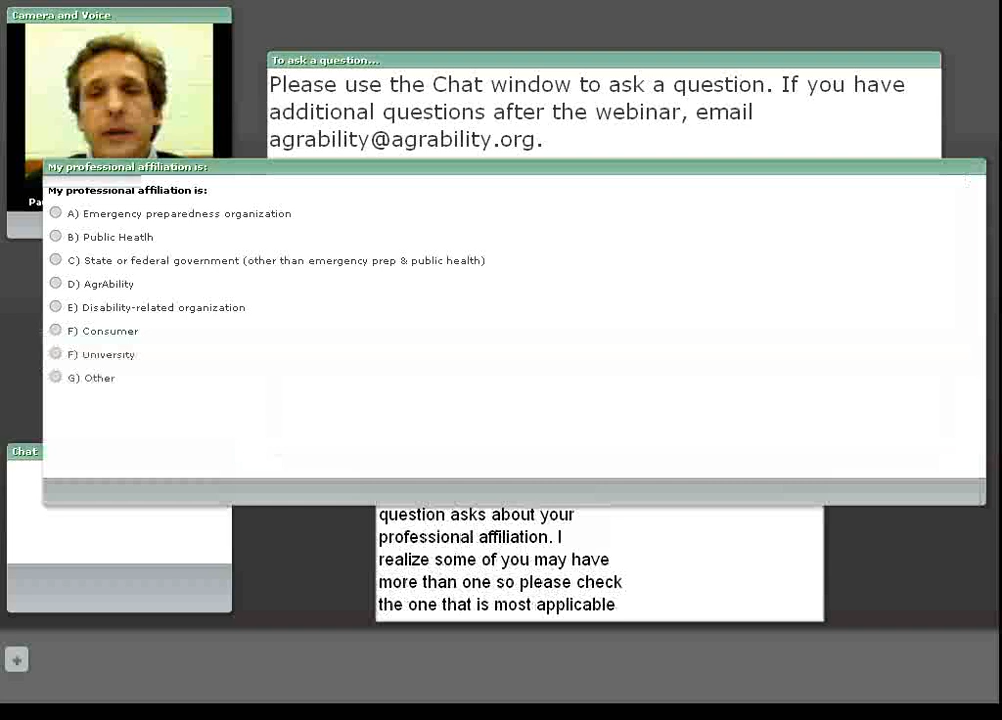 Camera and Voice
To ask a question...
Please use the Chat window to ask a question. If you have
additional questions after the webinar, email
agrability@agrability.org.
My professional affiliation is:
Pa
My professional affiliation is:
A) Emergency preparedness organization
B) Public Heatlh
C) State or federal government (other than emergency prep & public health)
D) AgrAbility
E) Disability-related organization
F) Consumer
F) University
G) Other
Chat
question asks about your
professional affiliation. I
realize some of you may have
more than one so please check
the one that is most applicable